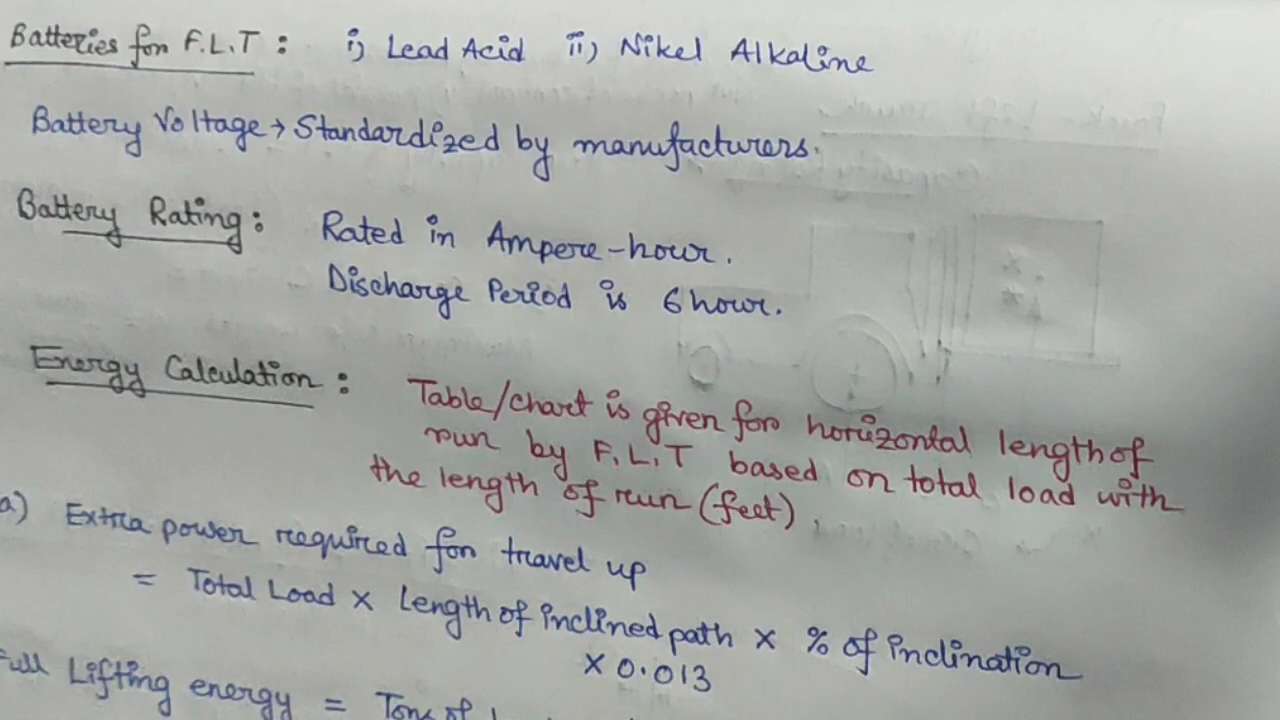 Batteries for F.L.T : i) Lead Acid ii) Nikel Alkaline
Battery Voltage → Standardized by manufacturers.
Battery Rating : Rated in Ampere-hour.
Discharge Period is 6 hour.
Energy Calculation : Table/chart is given for horizontal length of
run by F.L.T based on total load with
the length of run (feet).
a) Extra power required for travel up
= Total Load × Length of inclined path × % of inclination
× 0.013
Full Lifting energy = Tons of